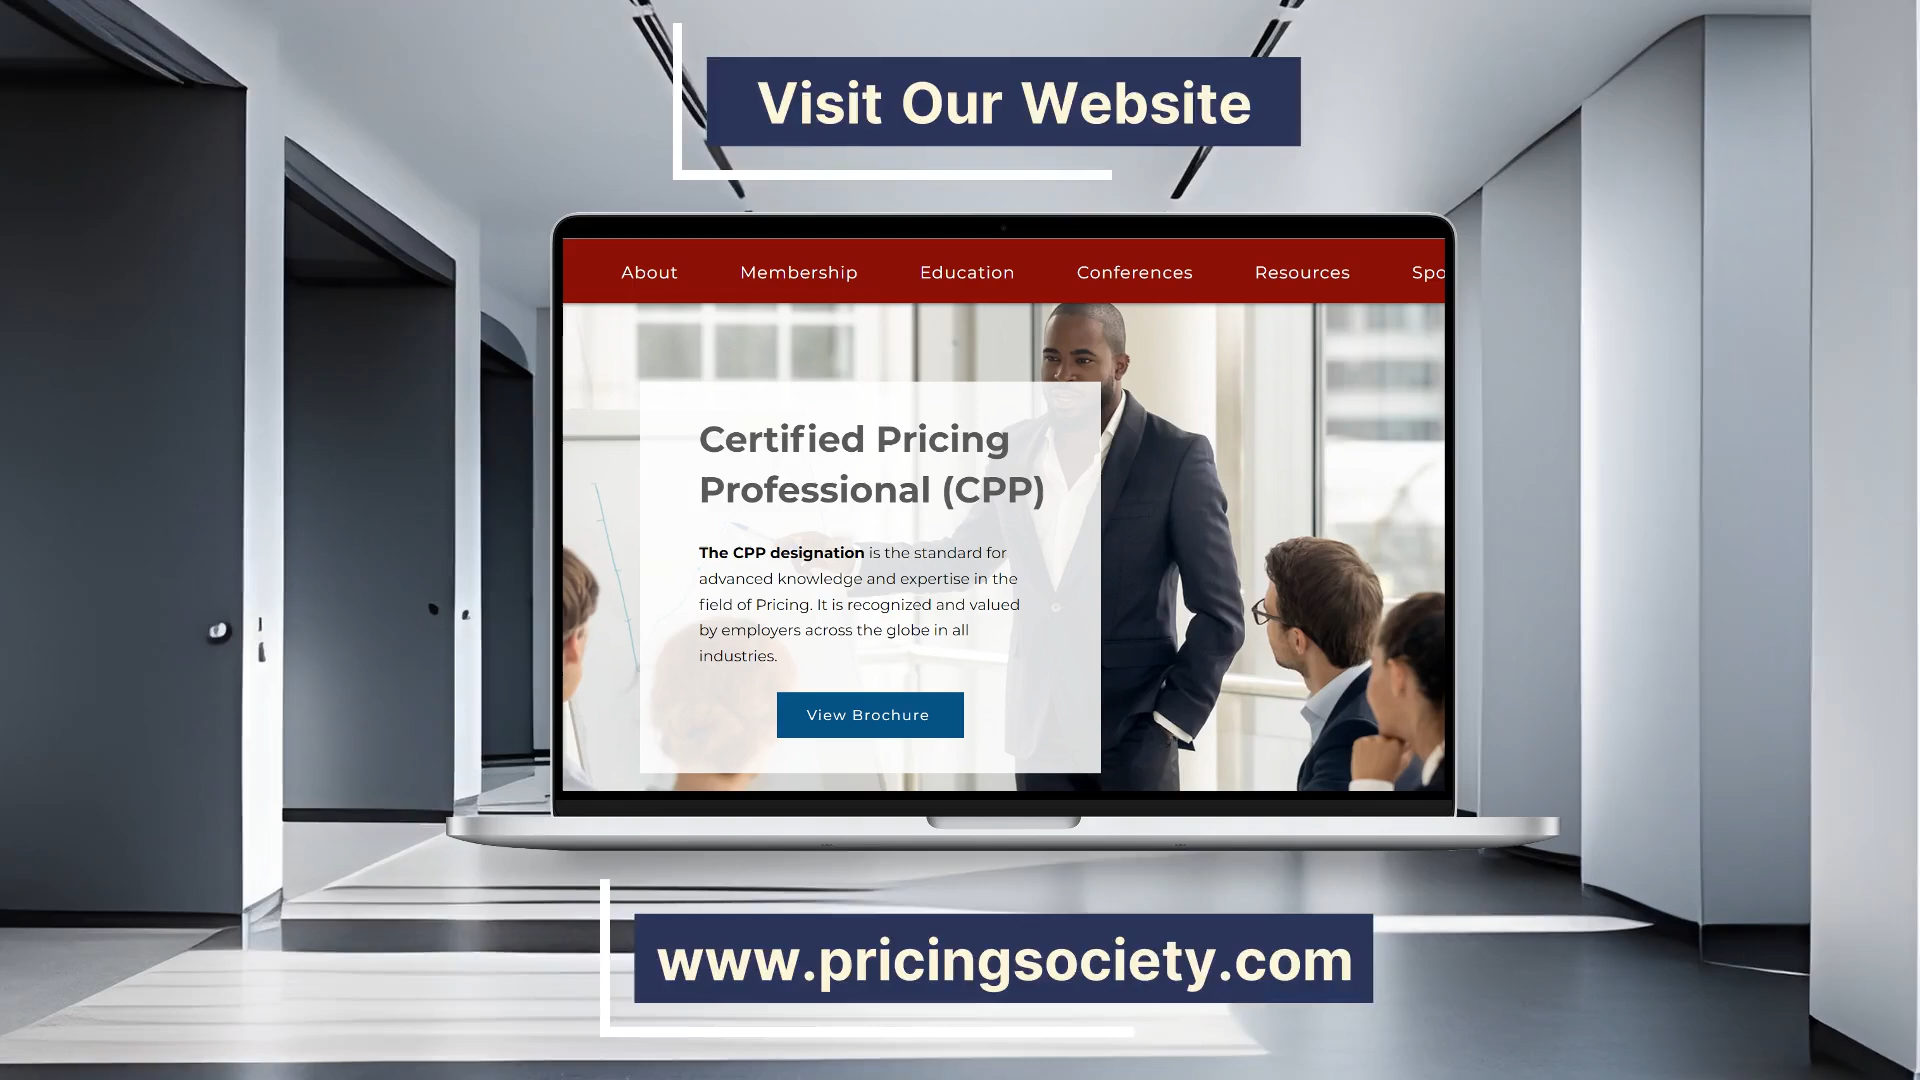 Visit Our Website
About Membership Education Conferences Resources Spo
Certified Pricing
Professional (CPP)
The CPP designation is the standard for
advanced knowledge and expertise in the
field of Pricing. It is recognized and valued
by employers across the globe in all
industries.
View Brochure
www.pricingsociety.com